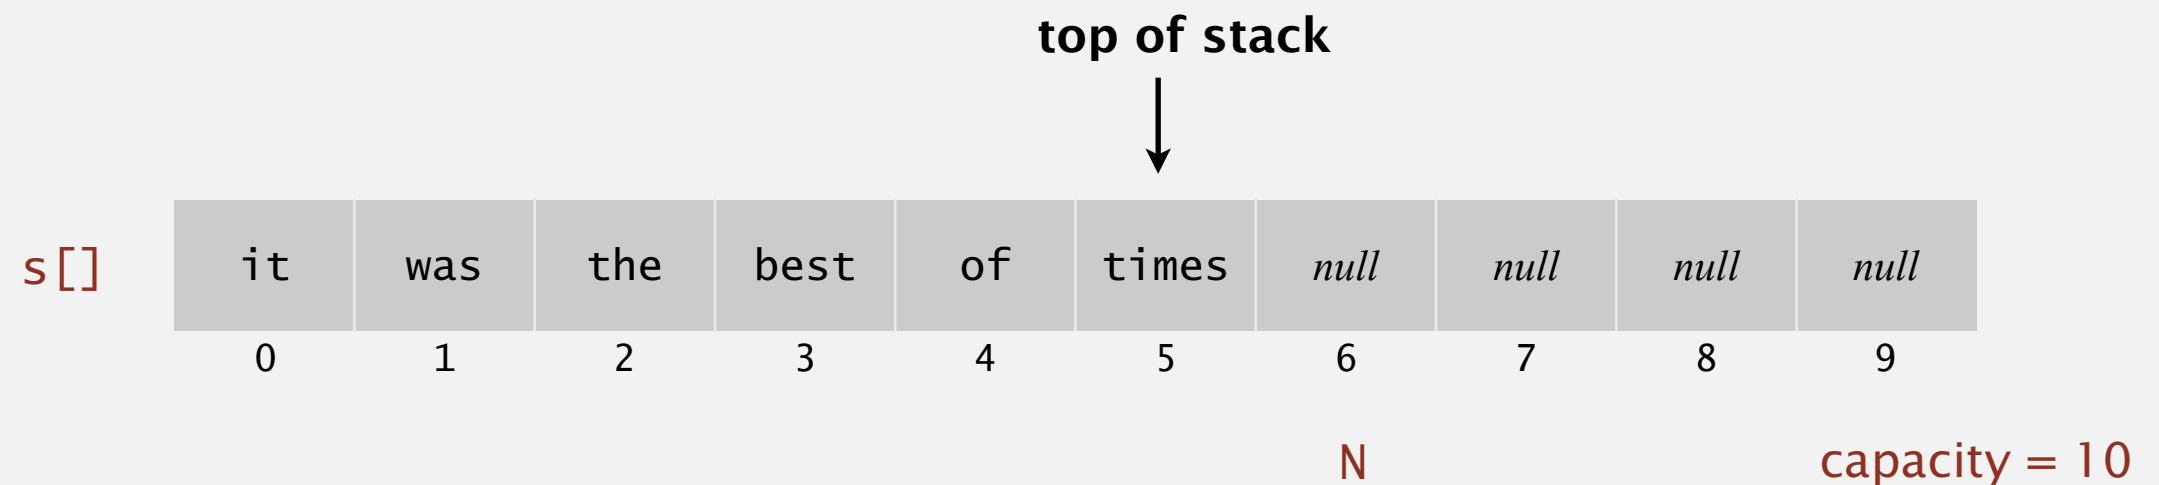 top of stack
s[] it was the best of times null null null null
0 1 2 3 4 5 6 7 8 9
N capacity = 10